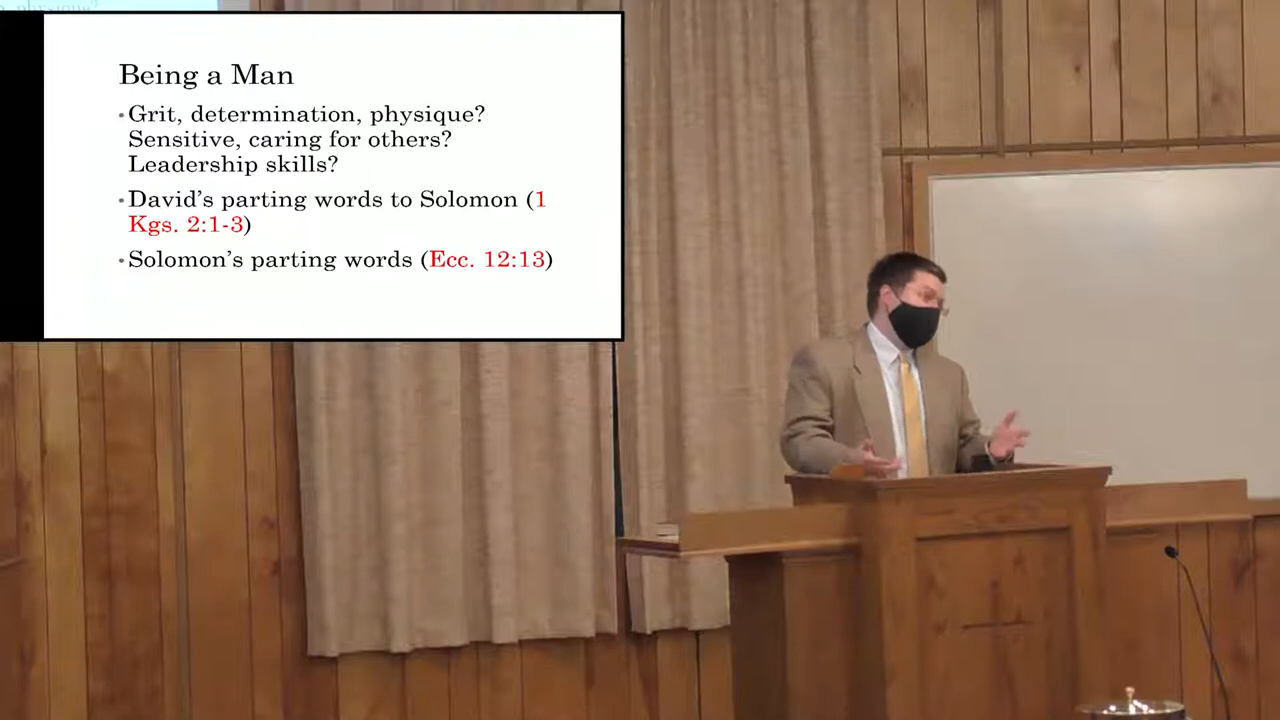 Being a Man
• Grit, determination, physique?
Sensitive, caring for others?
Leadership skills?
• David's parting words to Solomon (1
Kgs. 2:1-3)
• Solomon's parting words (Ecc. 12:13)